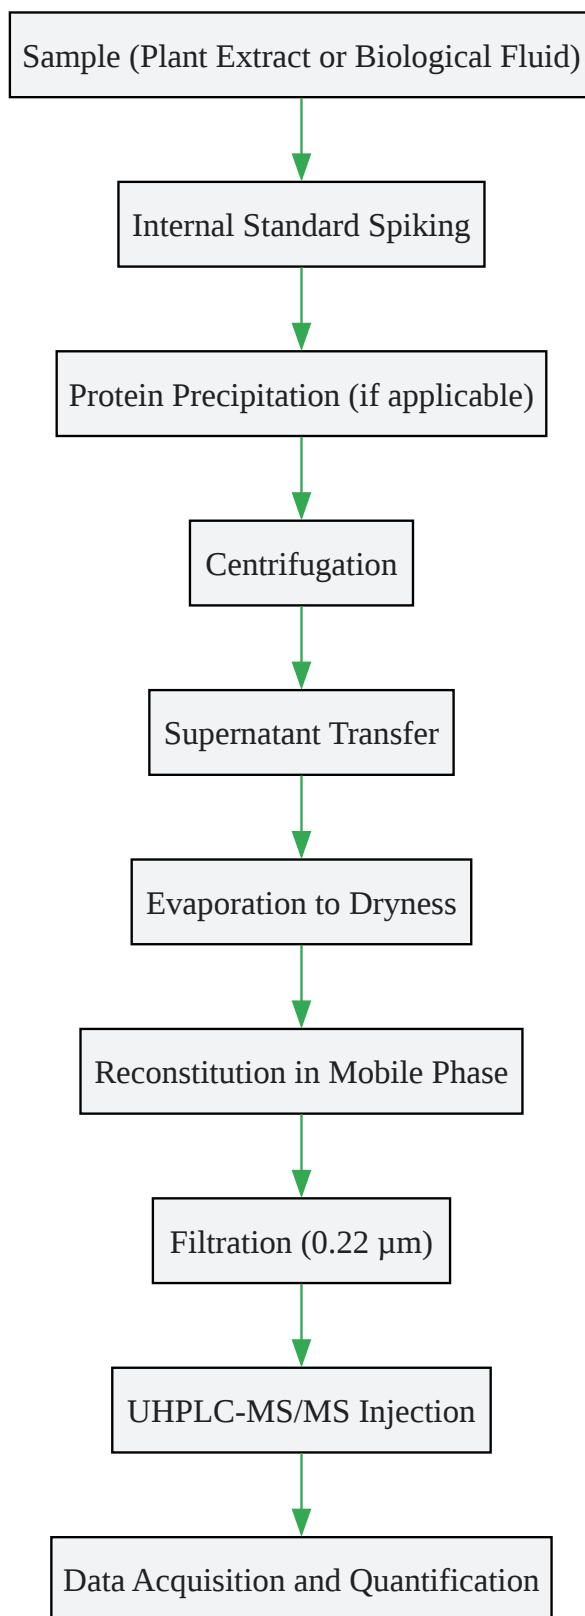 Sample (Plant Extract or Biological Fluid)
Internal Standard Spiking
Protein Precipitation (if applicable)
Centrifugation
Supernatant Transfer
Evaporation to Dryness
Reconstitution in Mobile Phase
Filtration (0.22 µm)
UHPLC-MS/MS Injection
Data Acquisition and Quantification